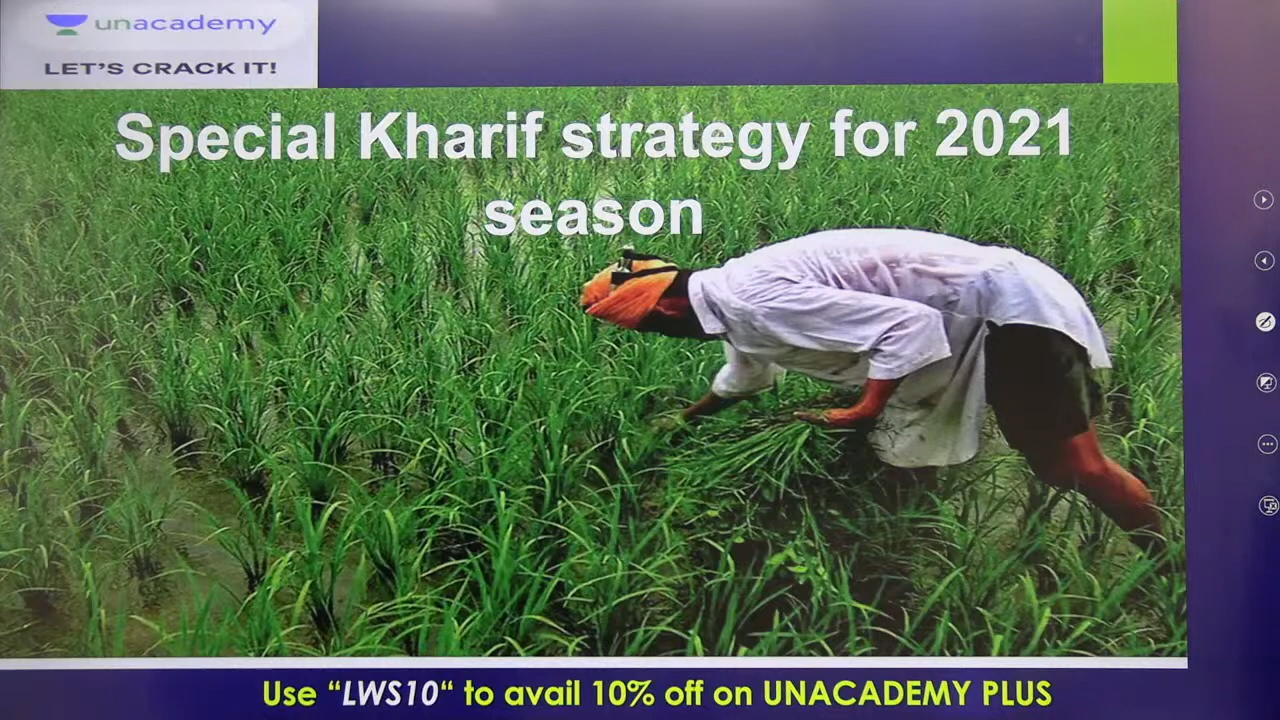 unacademy
LET'S CRACK IT!
Special Kharif strategy for 2021
season
Use “LWS10“ to avail 10% off on UNACADEMY PLUS